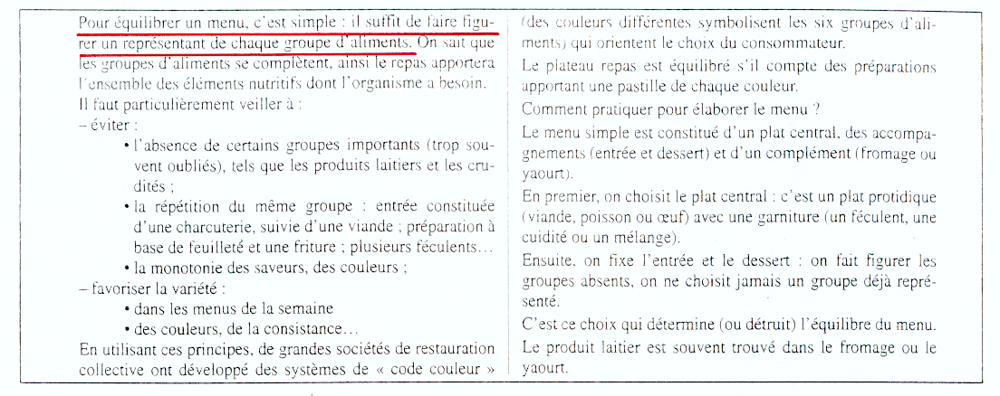 Pour équilibrer un menu, c'est simple : il suffit de faire figu-
rer un représentant de chaque groupe d'aliments. On sait que
les groupes d'aliments se complètent, ainsi le repas apportera
l'ensemble des éléments nutritifs dont l'organisme a besoin.
Il faut particulièrement veiller à :
– éviter :
• l'absence de certains groupes importants (trop sou-
vent oubliés), tels que les produits laitiers et les cru-
dités ;
• la répétition du même groupe : entrée constituée
d'une charcuterie, suivie d'une viande ; préparation à
base de feuilleté et une friture ; plusieurs féculents…
• la monotonie des saveurs, des couleurs ;
– favoriser la variété :
• dans les menus de la semaine
• des couleurs, de la consistance…
En utilisant ces principes, de grandes sociétés de restauration
collective ont développé des systèmes de « code couleur »
(des couleurs différentes symbolisent les six groupes d'ali-
ments) qui orientent le choix du consommateur.
Le plateau repas est équilibré s'il compte des préparations
apportant une pastille de chaque couleur.
Comment pratiquer pour élaborer le menu ?
Le menu simple est constitué d'un plat central, des accompa-
gnements (entrée et dessert) et d'un complément (fromage ou
yaourt).
En premier, on choisit le plat central : c'est un plat protidique
(viande, poisson ou œuf) avec une garniture (un féculent, une
cuidité ou un mélange).
Ensuite, on fixe l'entrée et le dessert : on fait figurer les
groupes absents, on ne choisit jamais un groupe déjà repré-
senté.
C'est ce choix qui détermine (ou détruit) l'équilibre du menu.
Le produit laitier est souvent trouvé dans le fromage ou le
yaourt.